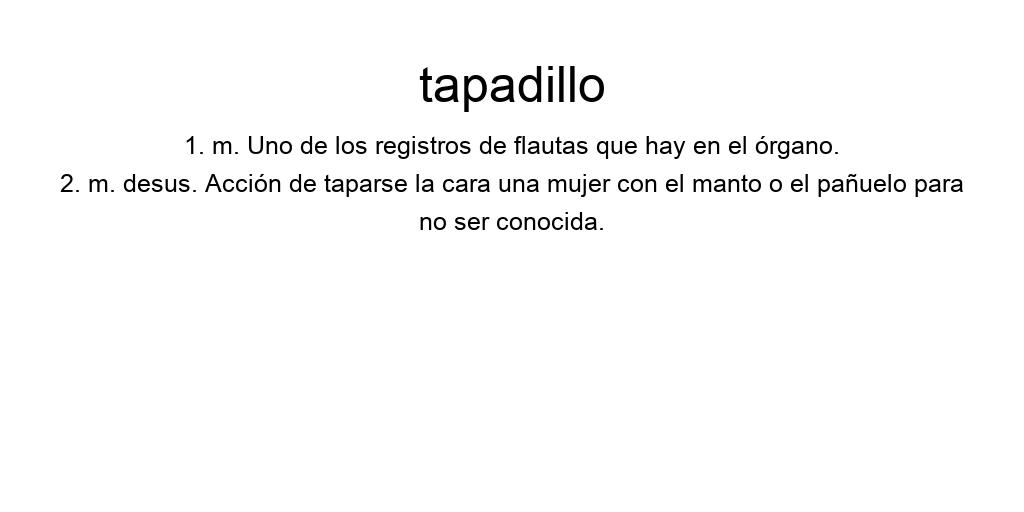 tapadillo
1. m. Uno de los registros de flautas que hay en el órgano.
2. m. desus. Acción de taparse la cara una mujer con el manto o el pañuelo para
no ser conocida.